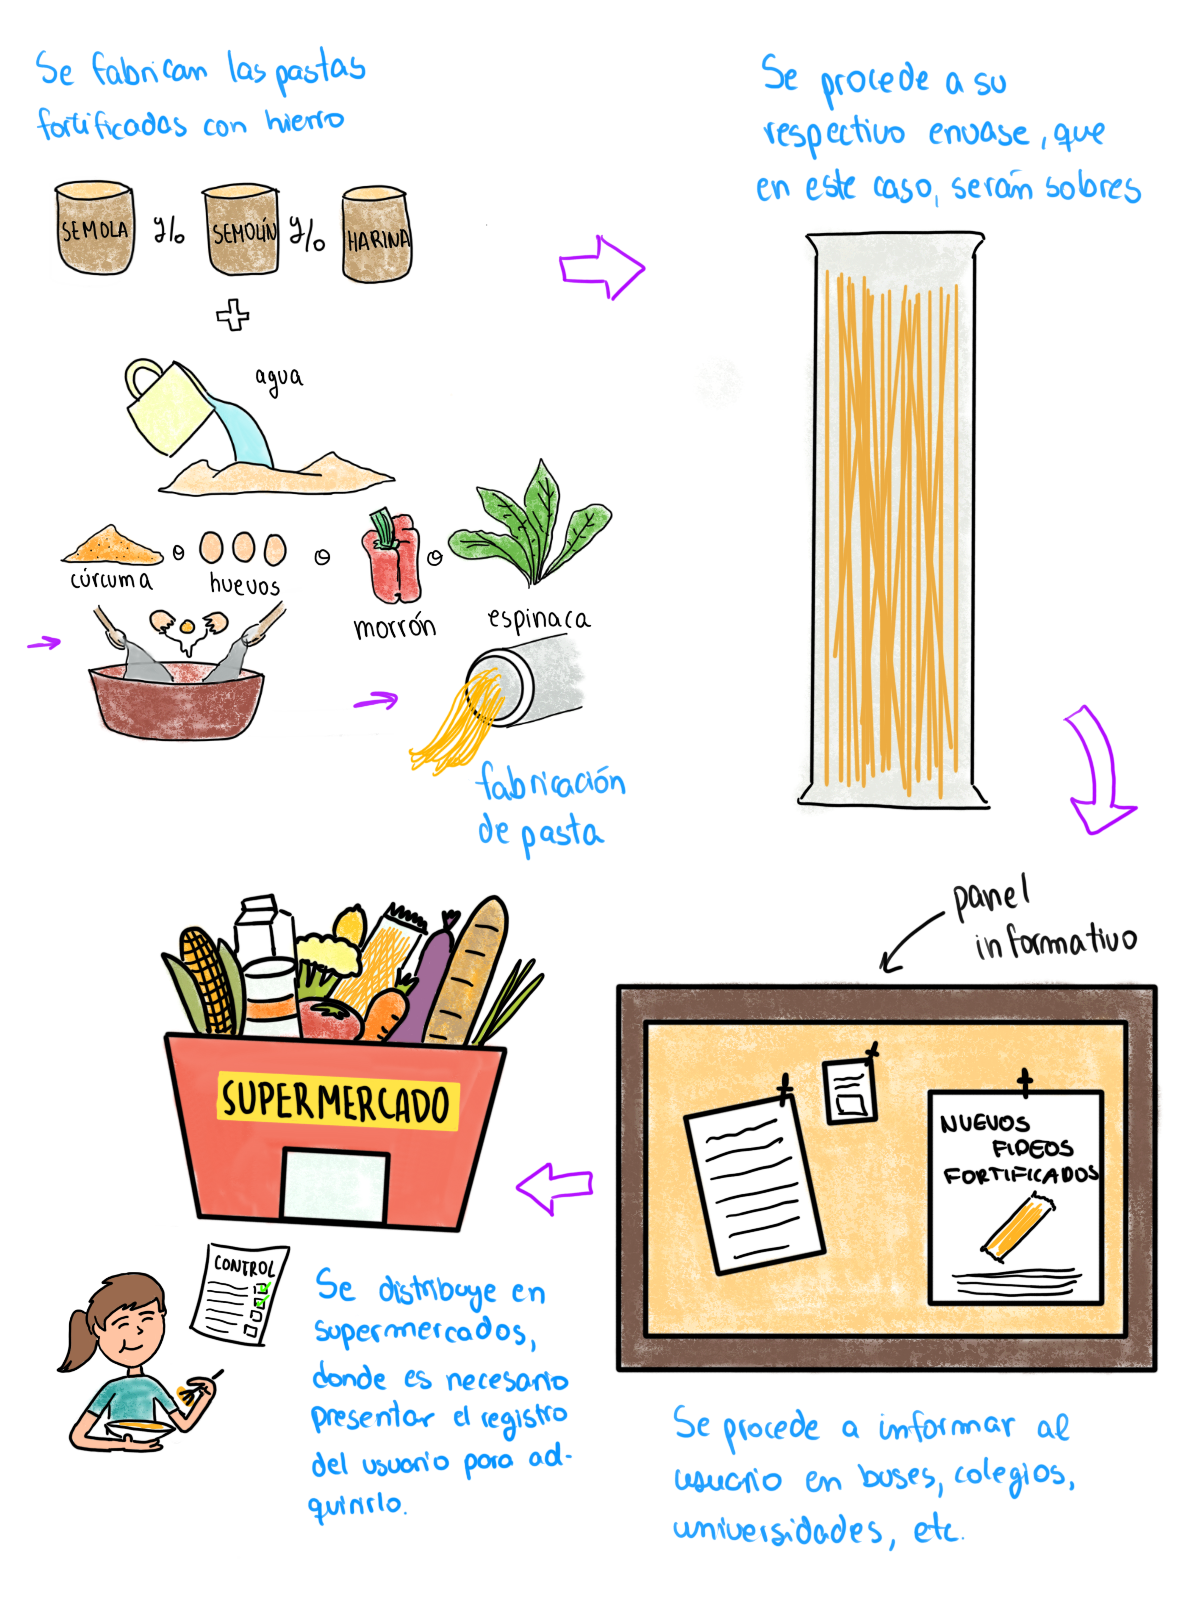 Se fabrican las pastas
fortificadas con hierro
SEMOLA y/o SEMOLÍN y/o HARINA
+
agua
cúrcuma o huevos o morrón o espinaca
fabricación
de pasta
Se procede a su
respectivo envase, que
en este caso, serán sobres
panel
informativo
NUEVOS
FIDEOS
FORTIFICADOS
Se procede a informar al
usuario en buses, colegios,
universidades, etc.
SUPERMERCADO
CONTROL
Se distribuye en
supermercados,
donde es necesario
presentar el registro
del usuario para ad-
quirirlo.